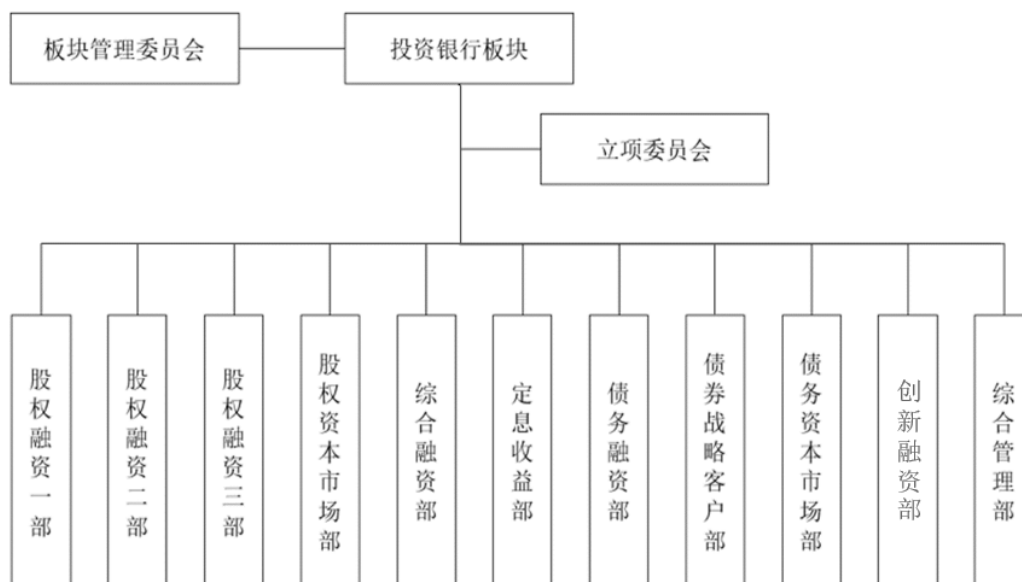 板块管理委员会
投资银行板块
立项委员会
股权融资一部
股权融资二部
股权融资三部
股权资本市场部
综合融资部
定息收益部
债务融资部
债券战略客户部
债务资本市场部
创新融资部
综合管理部